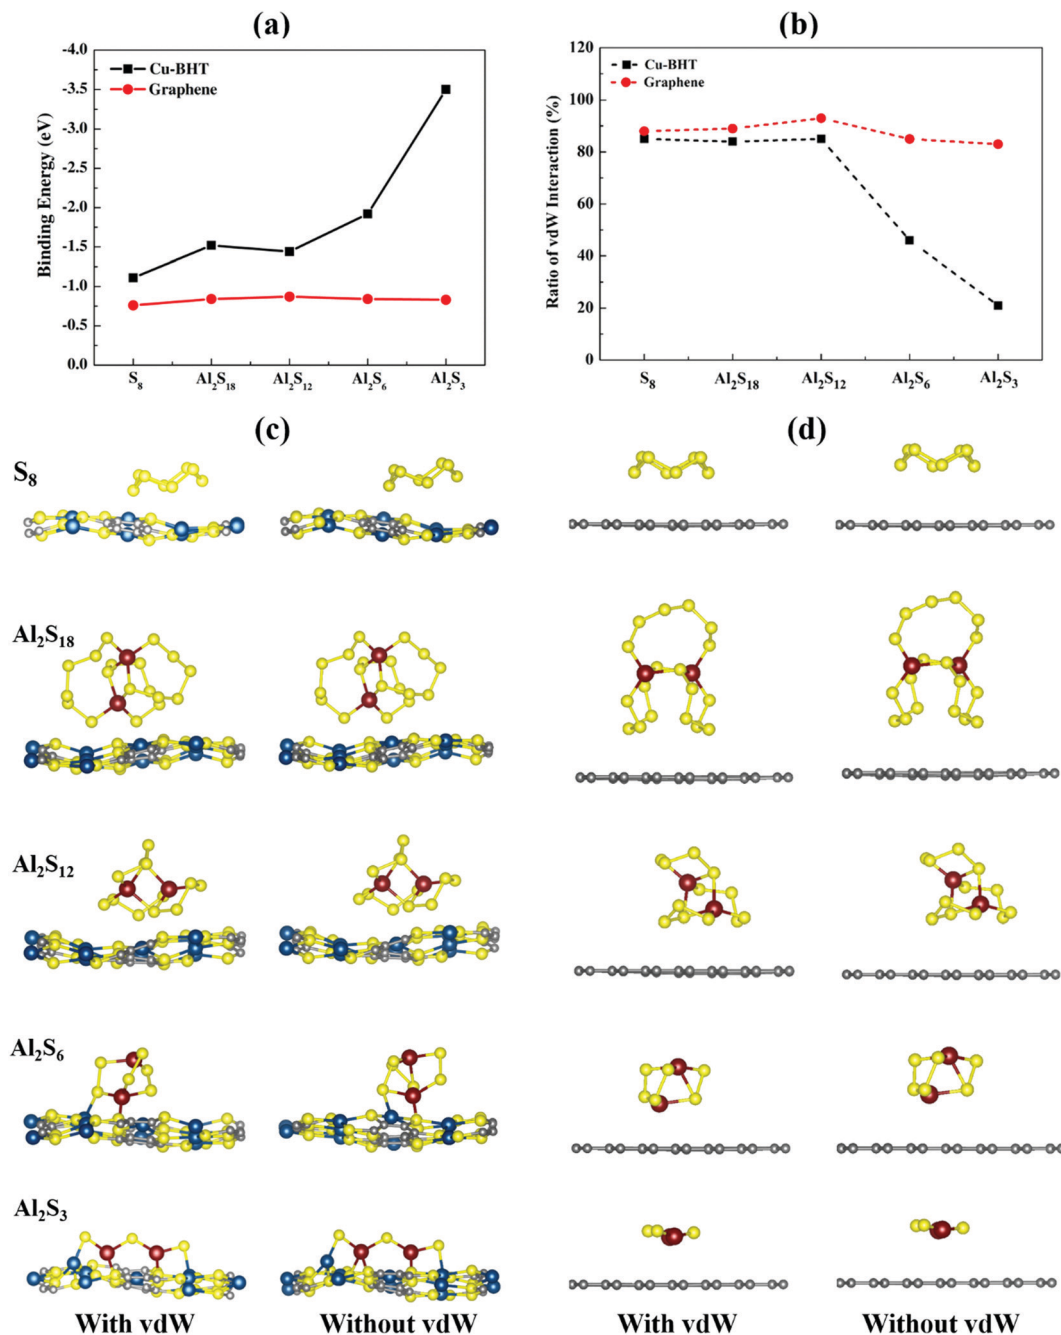 (a)
-4.0
-3.5
-3.0
-2.5
-2.0
-1.5
-1.0
-0.5
0.0
Binding Energy (eV)
Cu-BHT
Graphene
S₈ Al₂S₁₈ Al₂S₁₂ Al₂S₆ Al₂S₃
(b)
120
100
80
60
40
20
0
Ratio of vdW Interaction (%)
Cu-BHT
Graphene
S₈ Al₂S₁₈ Al₂S₁₂ Al₂S₆ Al₂S₃
(c) (d)
S₈
Al₂S₁₈
Al₂S₁₂
Al₂S₆
Al₂S₃
With vdW Without vdW With vdW Without vdW